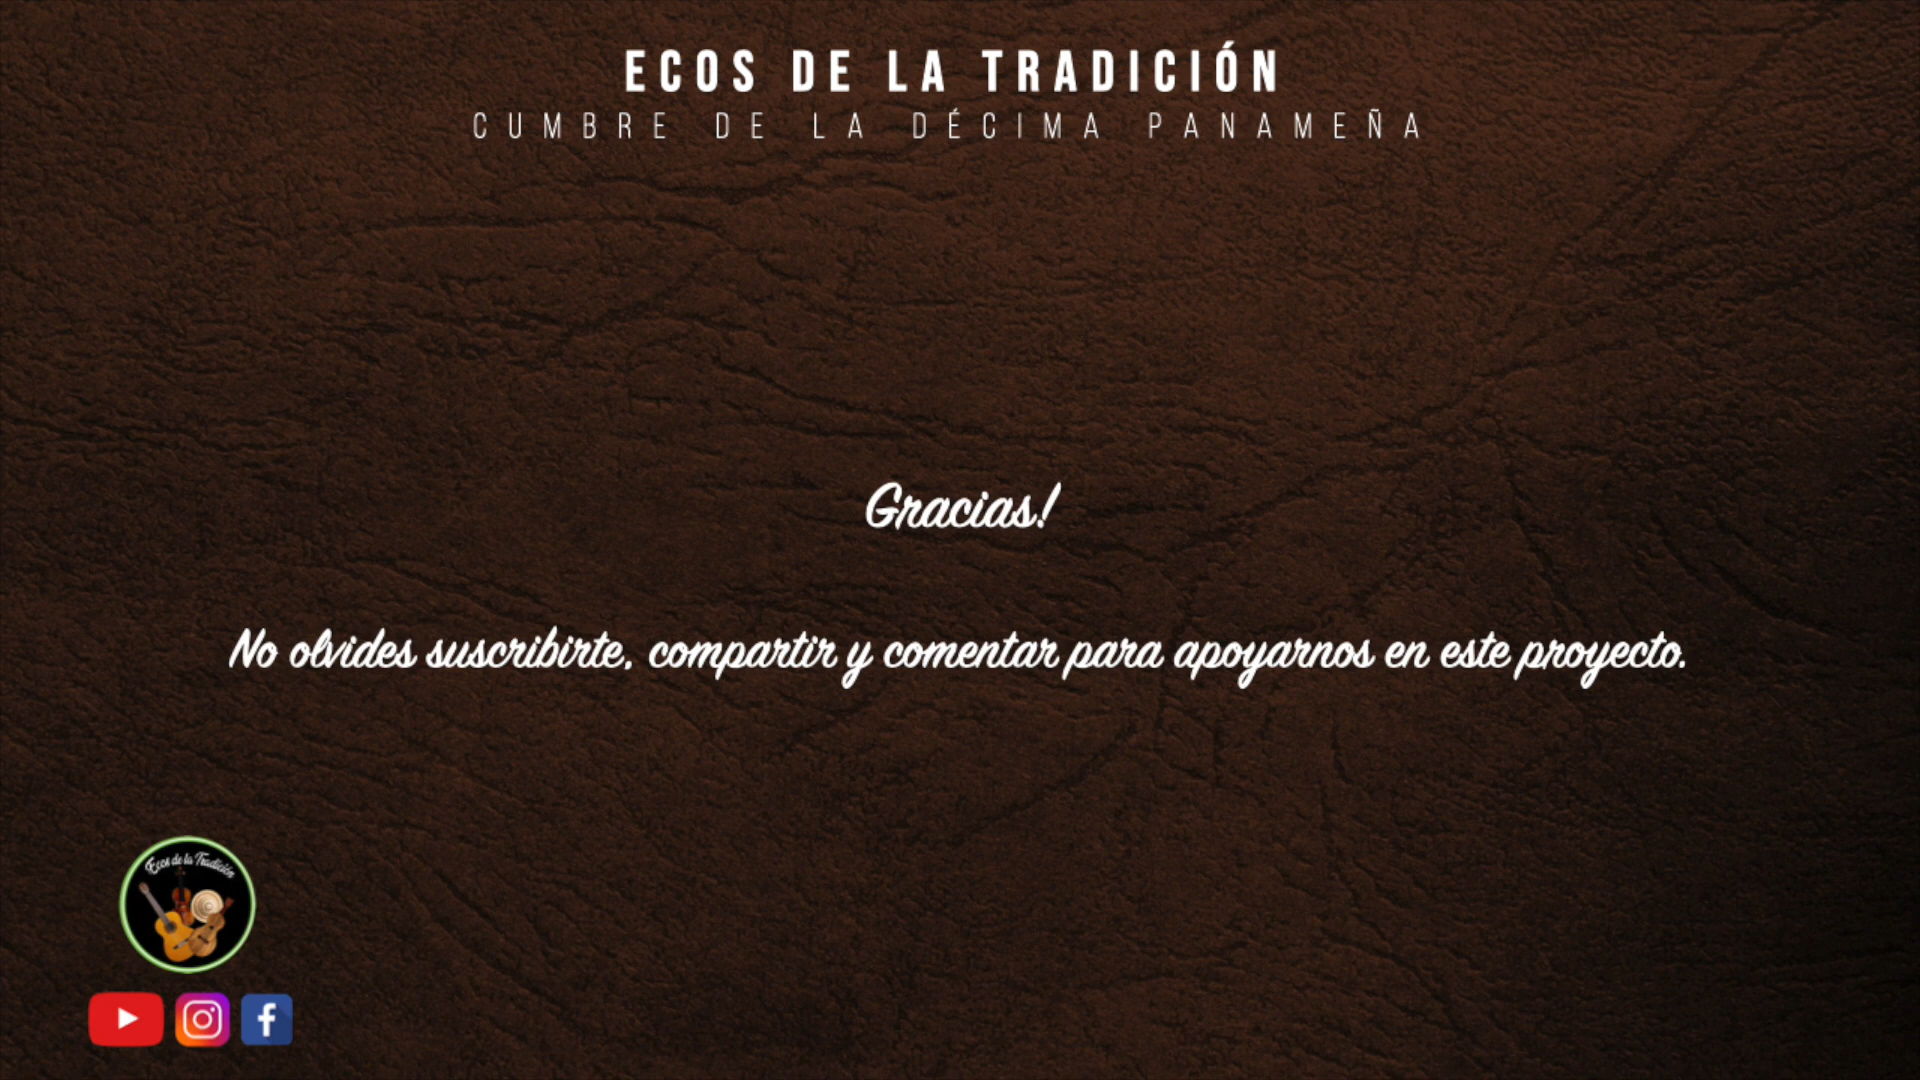 ECOS DE LA TRADICIÓN
CUMBRE DE LA DÉCIMA PANAMEÑA
Gracias!
No olvides suscribirte, compartir y comentar para apoyarnos en este proyecto.
Ecos de la Tradición